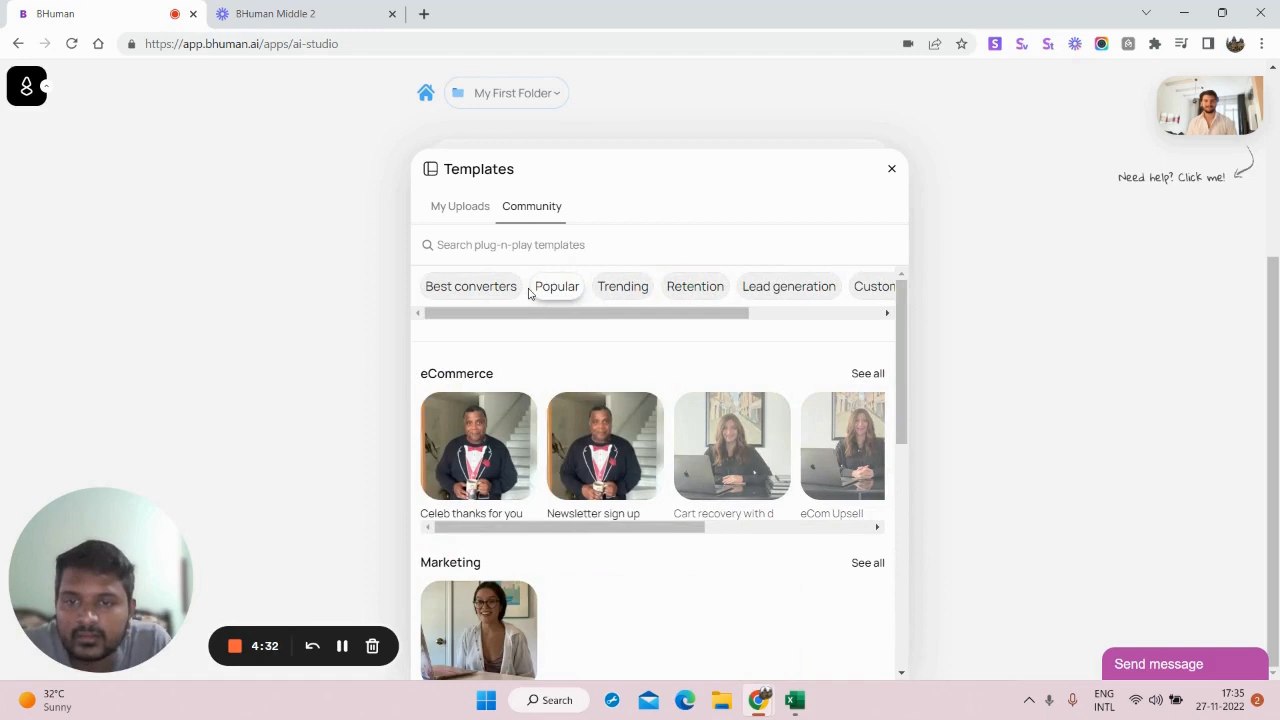 BHuman
BHuman Middle 2
https://app.bhuman.ai/apps/ai-studio
My First Folder
Need help? Click me!
Templates
My Uploads
Community
Search plug-n-play templates
Best converters
Popular
Trending
Retention
Lead generation
Custom
eCommerce
See all
Celeb thanks for you
Newsletter sign up
Cart recovery with d
eCom Upsell
Marketing
See all
4:32
Send message
32°C
Sunny
Search
ENG
INTL
17:35
27-11-2022
2